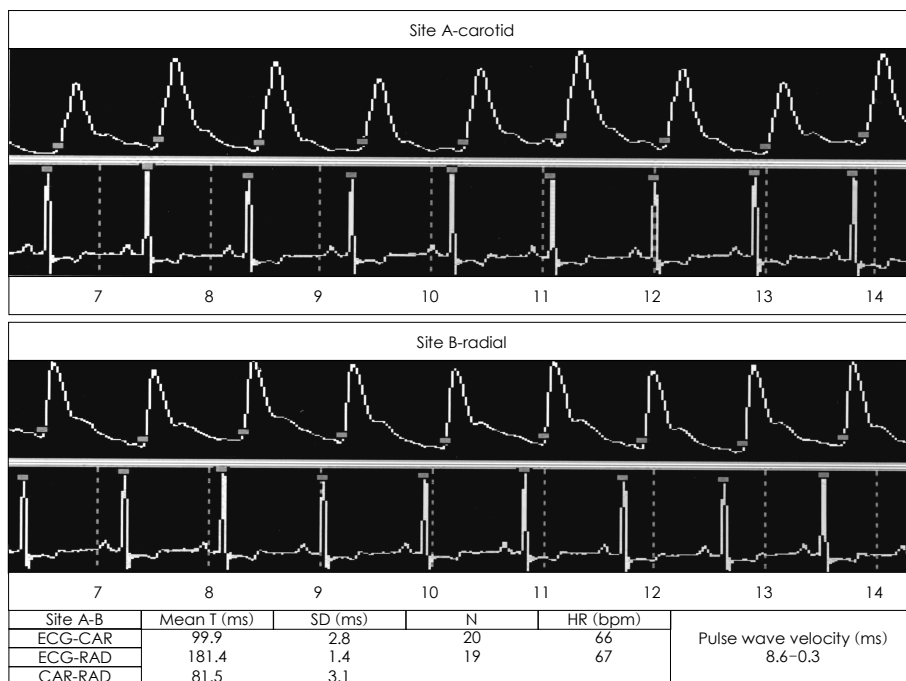 Site A-carotid
7 8 9 10 11 12 13 14
Site B-radial
7 8 9 10 11 12 13 14
Site A-B Mean T (ms) SD (ms) N HR (bpm)
ECG-CAR 99.9 2.8 20 66
ECG-RAD 181.4 1.4 19 67
CAR-RAD 81.5 3.1
Pulse wave velocity (ms)
8.6–0.3